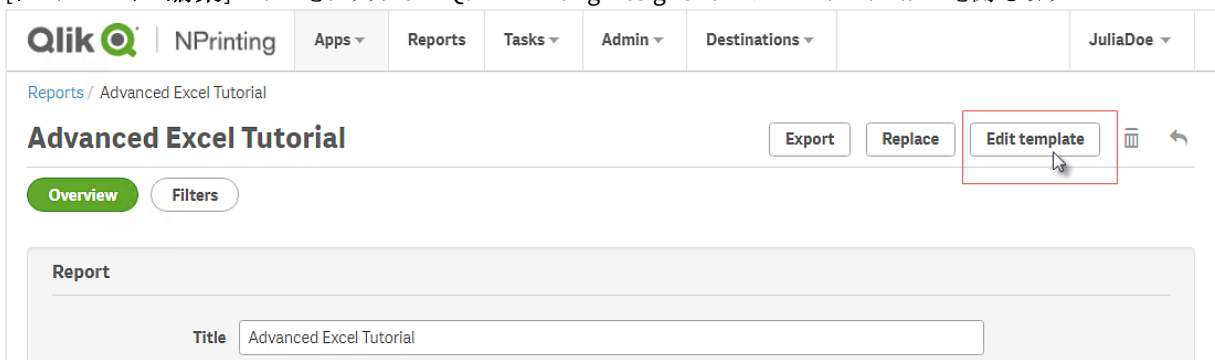 Qlik NPrinting Apps Reports Tasks Admin Destinations JuliaDoe
Reports / Advanced Excel Tutorial
Advanced Excel Tutorial
Export Replace Edit template
Overview Filters
Report
Title Advanced Excel Tutorial